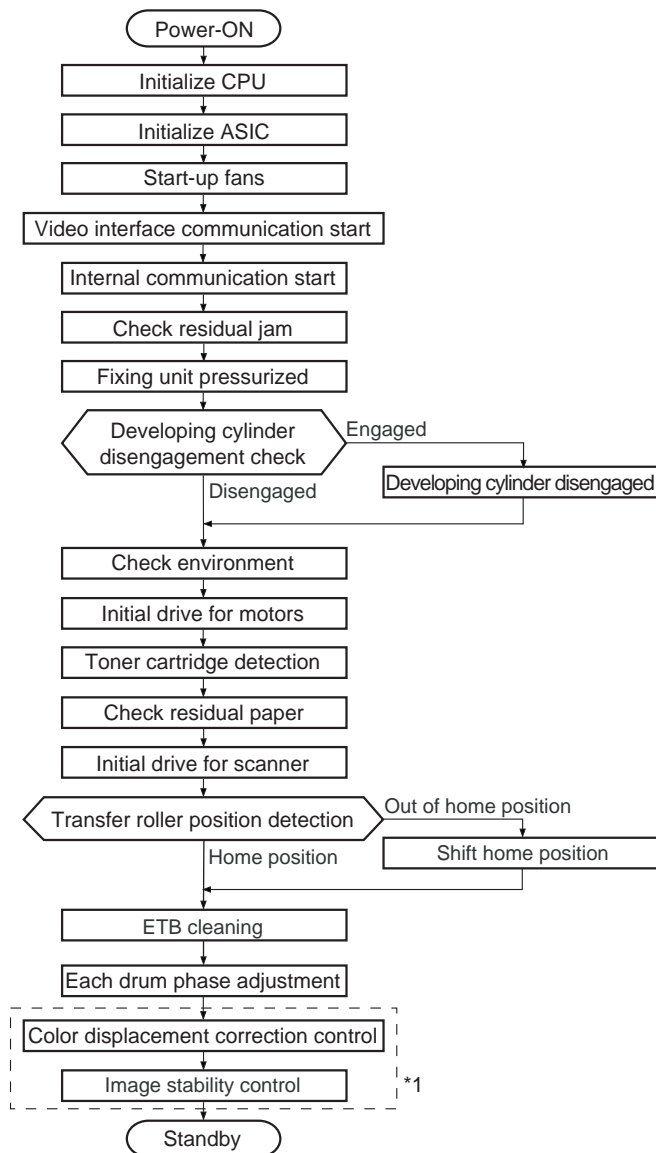 Power-ON
Initialize CPU
Initialize ASIC
Start-up fans
Video interface communication start
Internal communication start
Check residual jam
Fixing unit pressurized
Developing cylinder
disengagement check
Engaged
Developing cylinder disengaged
Disengaged
Check environment
Initial drive for motors
Toner cartridge detection
Check residual paper
Initial drive for scanner
Transfer roller position detection
Out of home position
Shift home position
Home position
ETB cleaning
Each drum phase adjustment
Color displacement correction control
Image stability control
*1
Standby